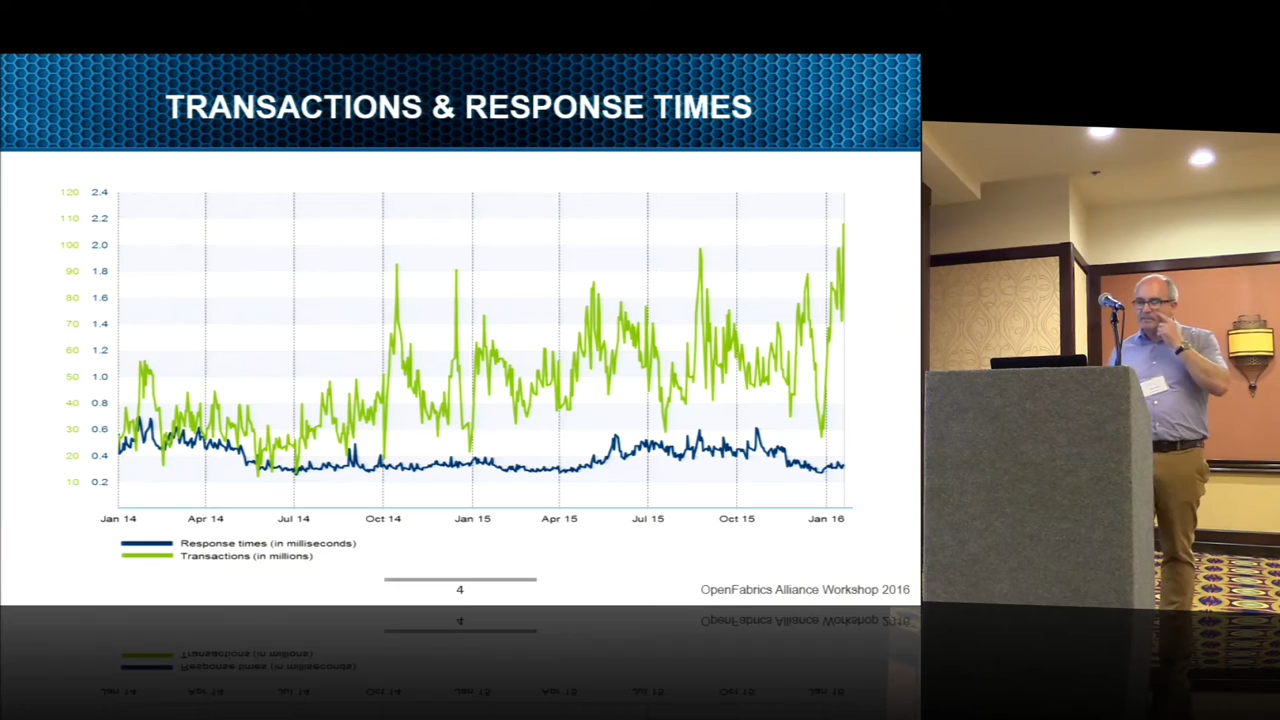 TRANSACTIONS & RESPONSE TIMES
120 2.4
110 2.2
100 2.0
90 1.8
80 1.6
70 1.4
60 1.2
50 1.0
40 0.8
30 0.6
20 0.4
10 0.2
Jan 14 Apr 14 Jul 14 Oct 14 Jan 15 Apr 15 Jul 15 Oct 15 Jan 16
Response times (in milliseconds)
Transactions (in millions)
4
OpenFabrics Alliance Workshop 2016